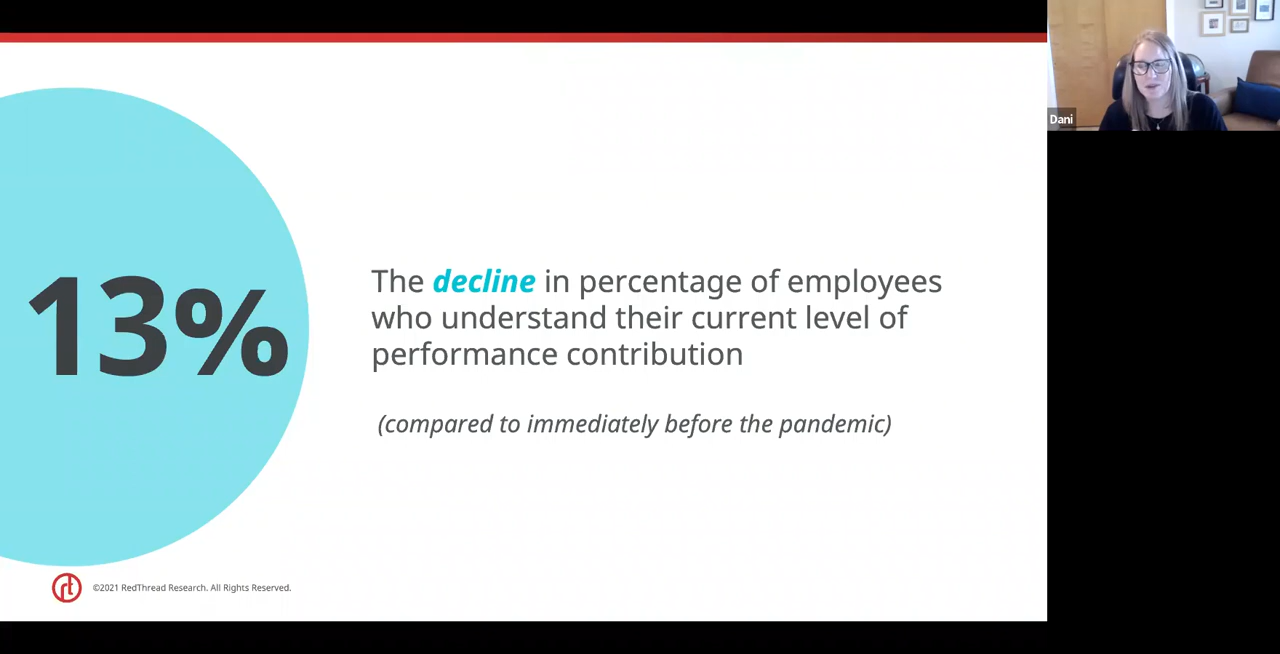 Dani
13%
The decline in percentage of employees
who understand their current level of
performance contribution
(compared to immediately before the pandemic)
rt
©2021 RedThread Research. All Rights Reserved.